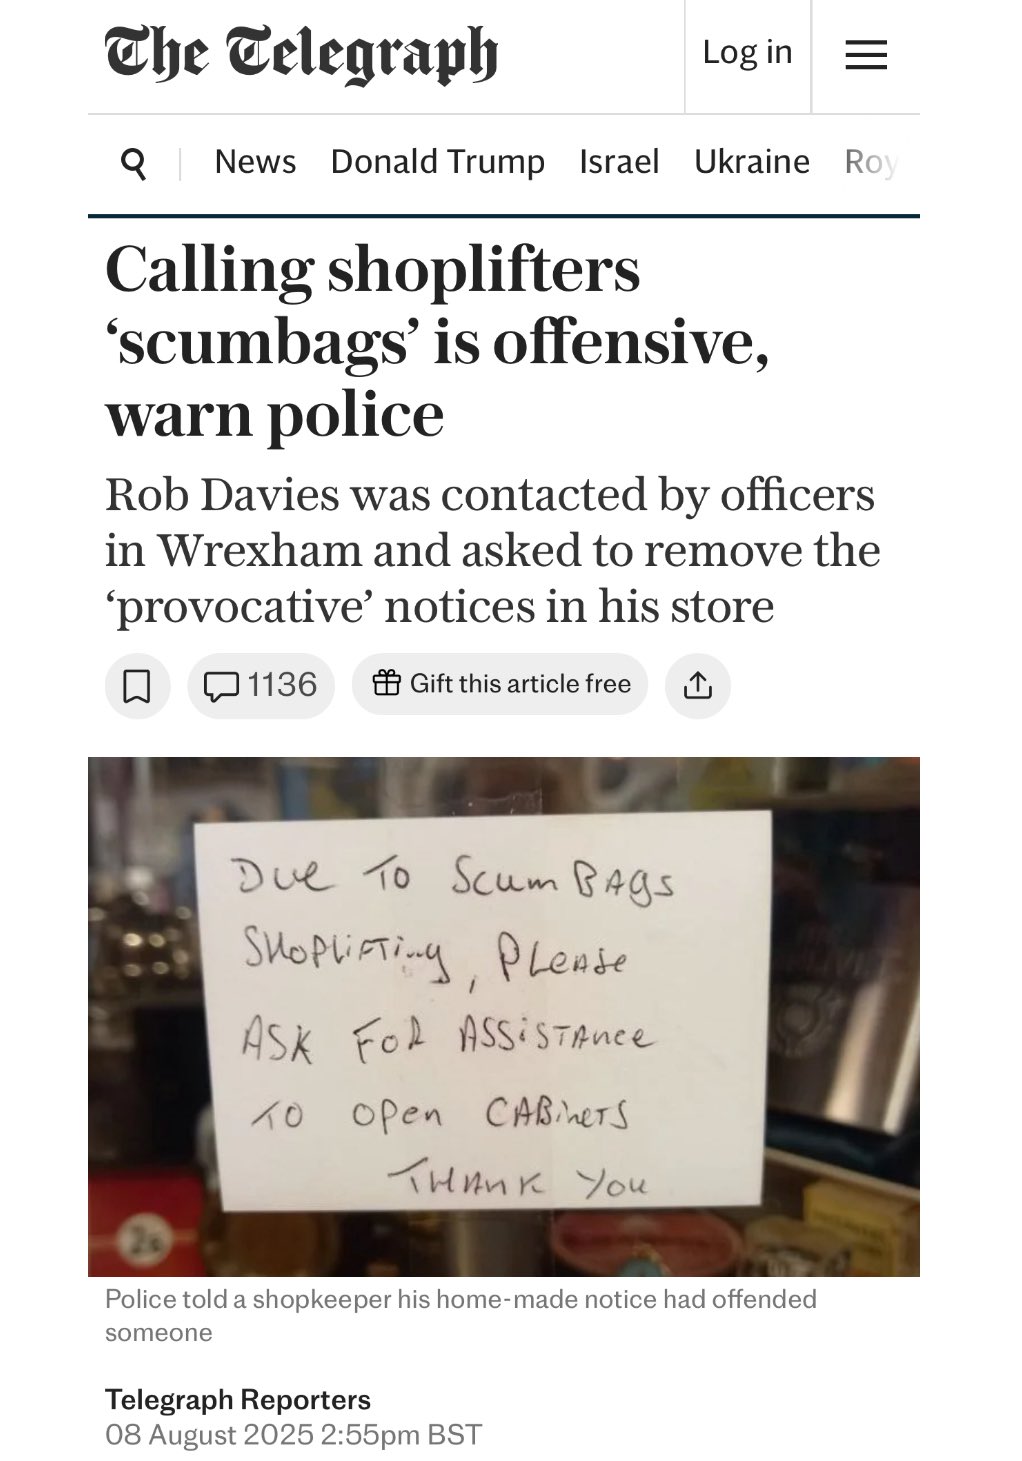 The Telegraph
Log in
News Donald Trump Israel Ukraine Roy
Calling shoplifters
‘scumbags’ is offensive,
warn police
Rob Davies was contacted by officers
in Wrexham and asked to remove the
‘provocative’ notices in his store
1136
Gift this article free
Due To ScumBAgs
SHoplifTing, PLeAse
ASK FoR ASSiSTAnce
To open CABineTS
THAnK You
2s
Police told a shopkeeper his home-made notice had offended
someone
Telegraph Reporters
08 August 2025 2:55pm BST